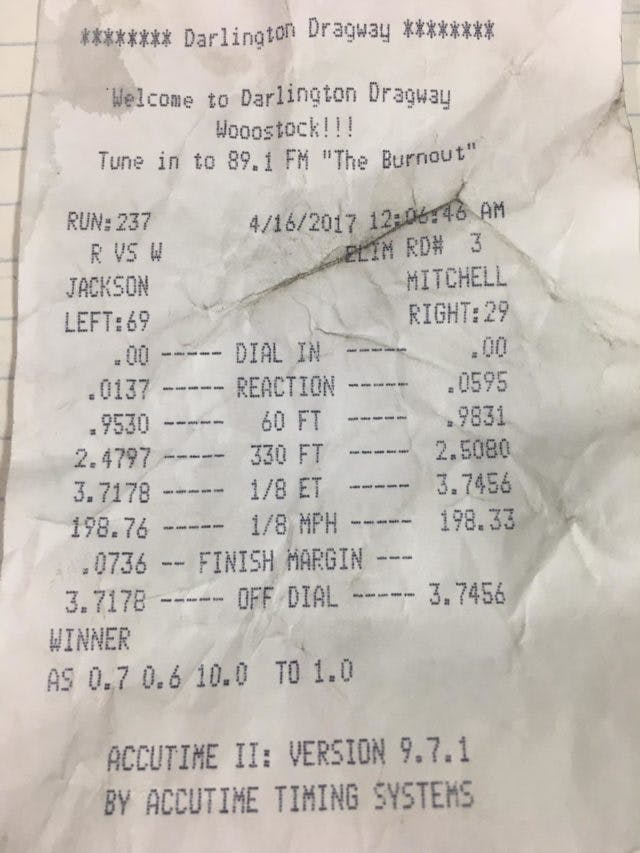 ******** Darlington Dragway ********
Welcome to Darlington Dragway
Wooostock!!!
Tune in to 89.1 FM "The Burnout"
RUN:237 4/16/2017 12:06:46 AM
R VS W ELIM RD# 3
JACKSON MITCHELL
LEFT:69 RIGHT:29
.00 ----- DIAL IN ----- .00
.0137 ----- REACTION ----- .0595
.9530 ----- 60 FT ----- .9831
2.4797 ----- 330 FT ----- 2.5080
3.7178 ----- 1/8 ET ----- 3.7456
198.76 ----- 1/8 MPH ----- 198.33
.0736 -- FINISH MARGIN ---
3.7178 ----- OFF DIAL ----- 3.7456
WINNER
AS 0.7 0.6 10.0 TO 1.0
ACCUTIME II: VERSION 9.7.1
BY ACCUTIME TIMING SYSTEMS